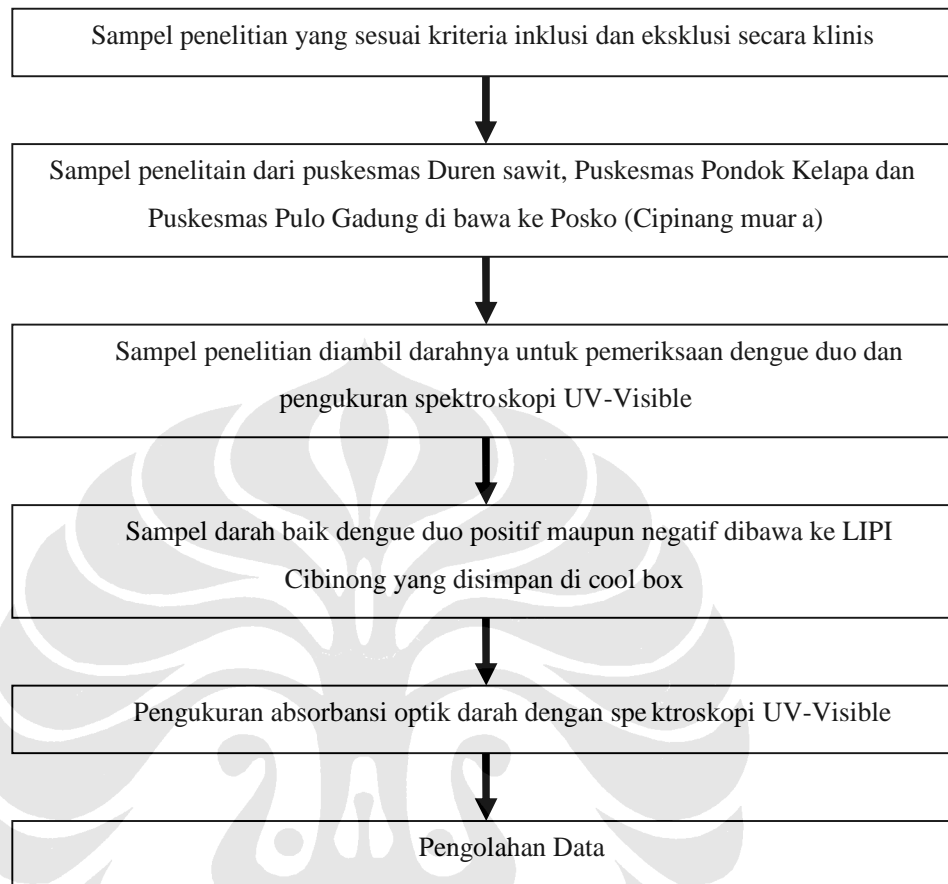 Sampel penelitian yang sesuai kriteria inklusi dan eksklusi secara klinis
Sampel penelitain dari puskesmas Duren sawit, Puskesmas Pondok Kelapa dan
Puskesmas Pulo Gadung di bawa ke Posko (Cipinang muar a)
Sampel penelitian diambil darahnya untuk pemeriksaan dengue duo dan
pengukuran spektroskopi UV-Visible
Sampel darah baik dengue duo positif maupun negatif dibawa ke LIPI
Cibinong yang disimpan di cool box
Pengukuran absorbansi optik darah dengan spe ktroskopi UV-Visible
Pengolahan Data